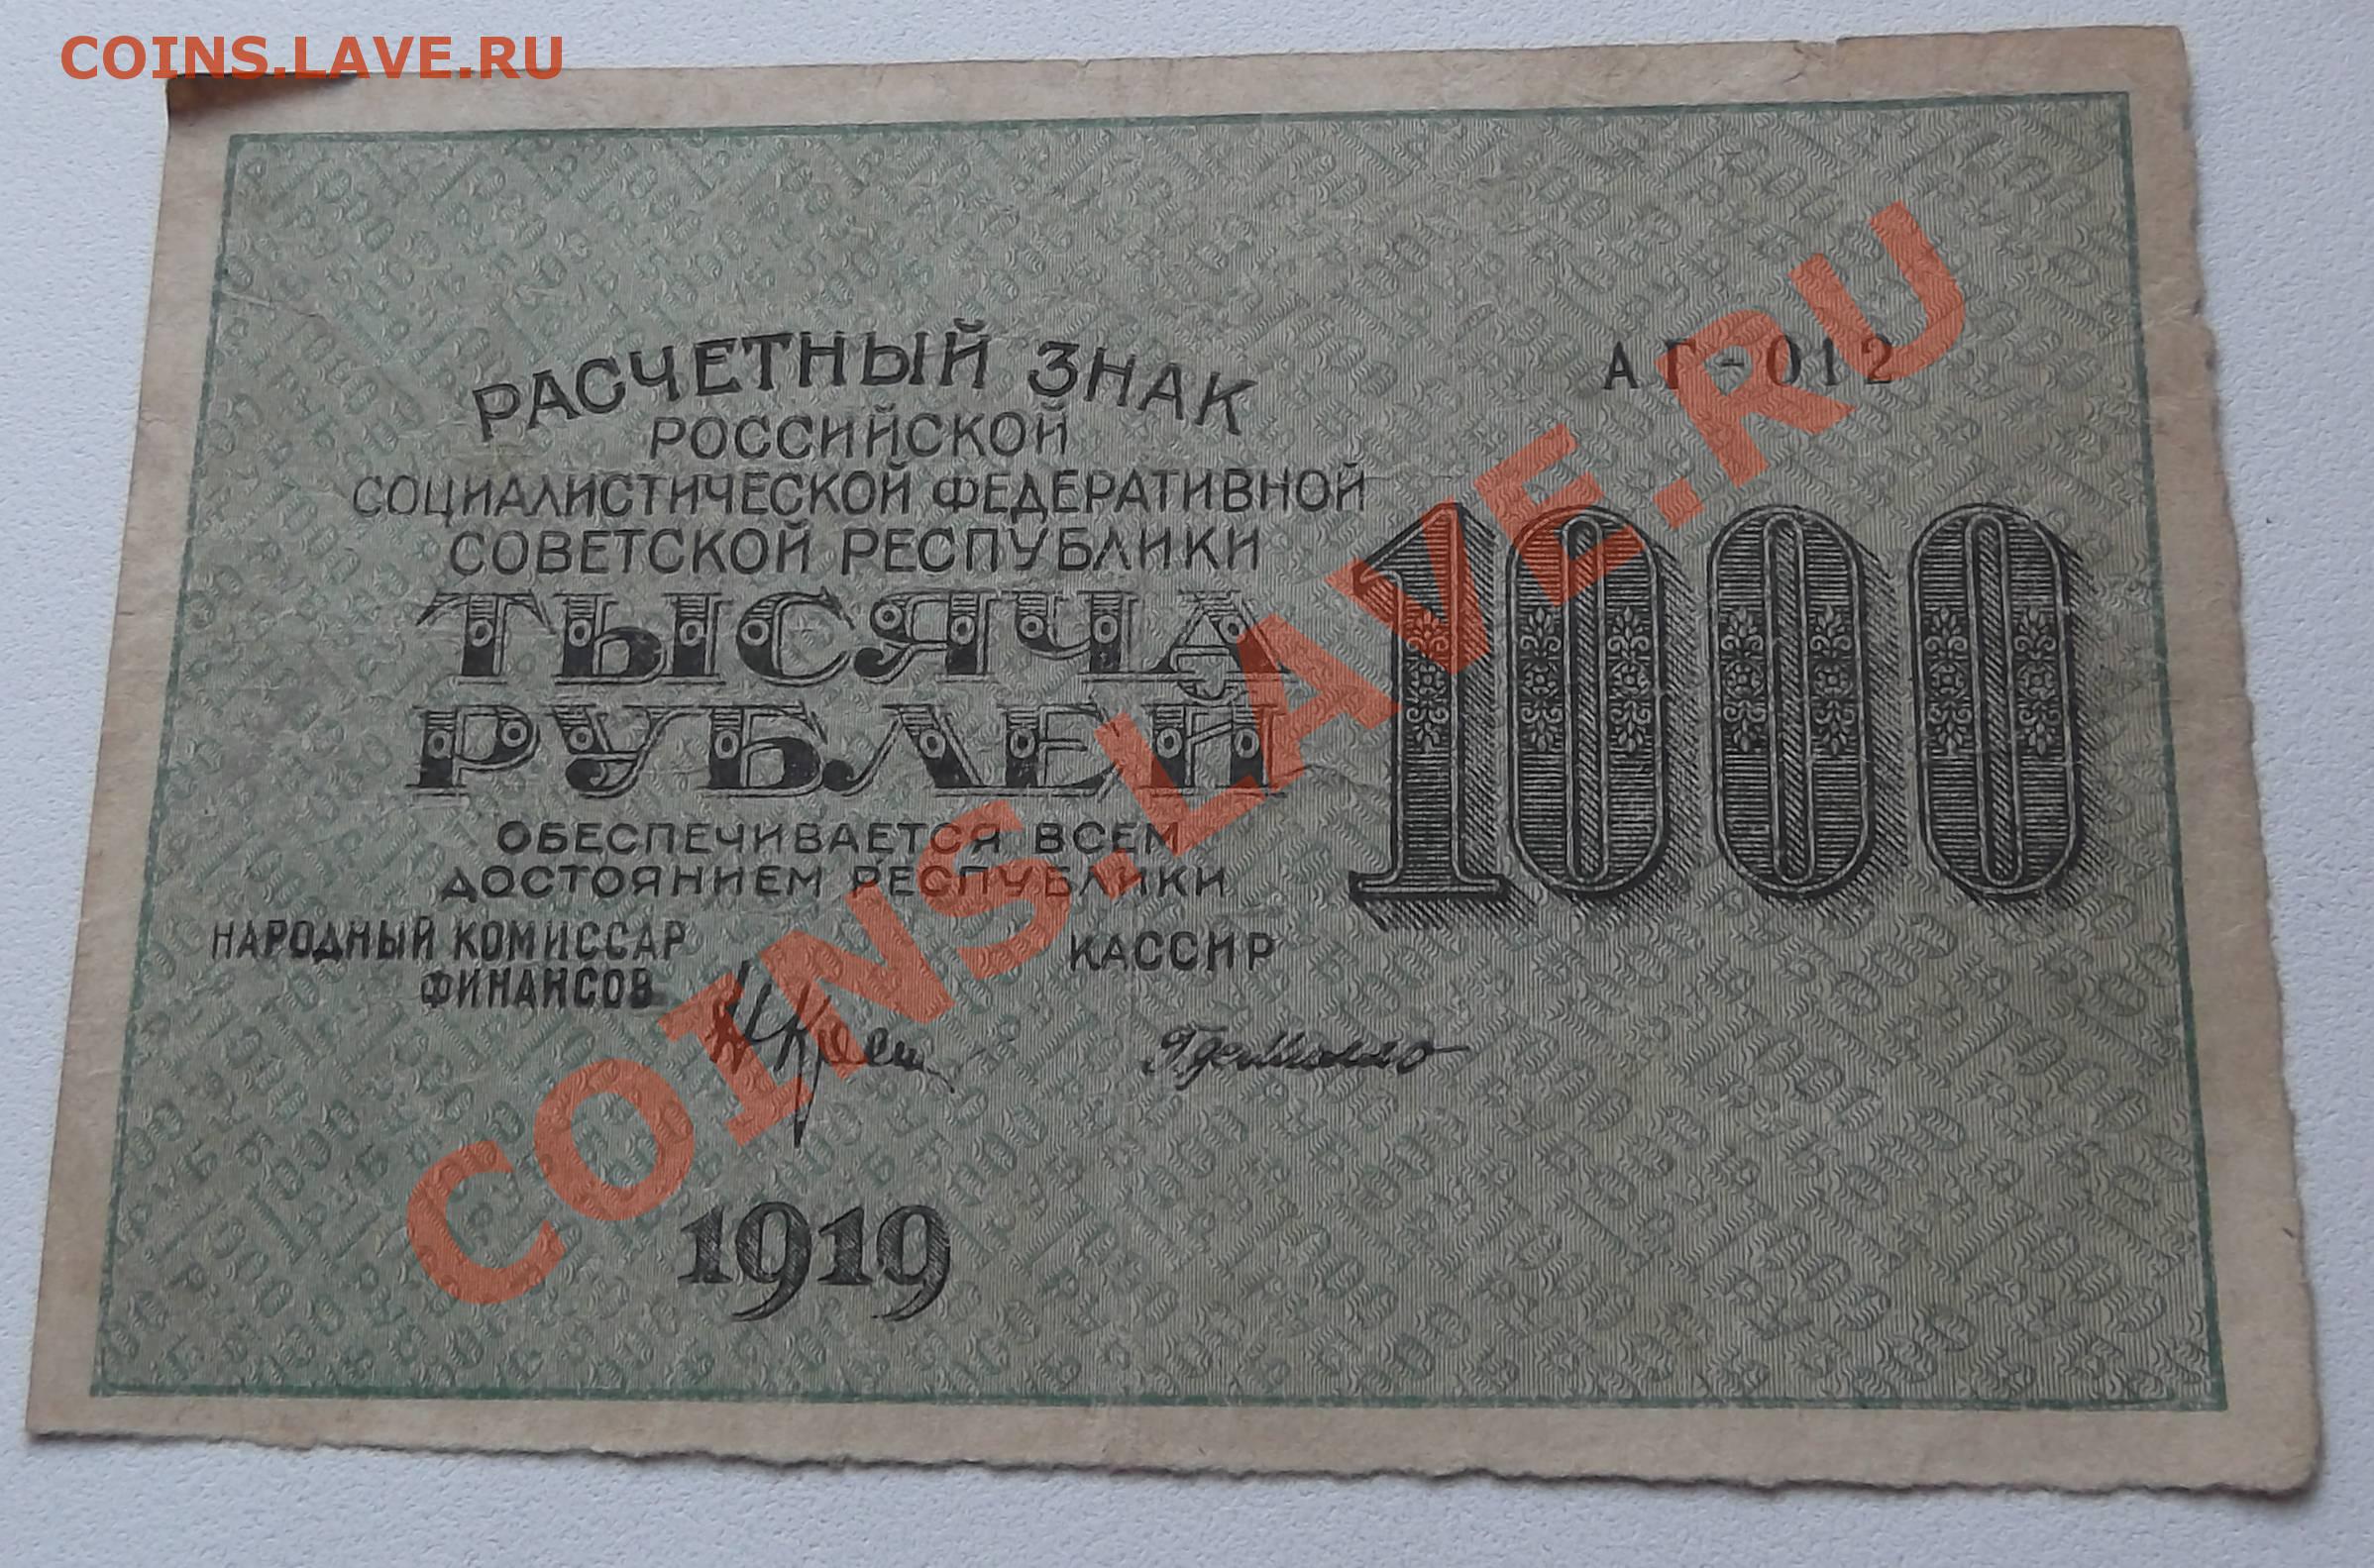 COINS.LAVE.RU
РАСЧЕТНЫЙ ЗНАК
АГ-012
РОССИЙСКОЙ
СОЦИАЛИСТИЧЕСКОЙ ФЕДЕРАТИВНОЙ
СОВЕТСКОЙ РЕСПУБЛИКИ
ТЫСЯЧА
РУБЛЕЙ
1000
ОБЕСПЕЧИВАЕТСЯ ВСЕМ
ДОСТОЯНИЕМ РЕСПУБЛИКИ
НАРОДНЫЙ КОМИССАР
ФИНАНСОВ
КАССИР
1919
COINS.LAVE.RU